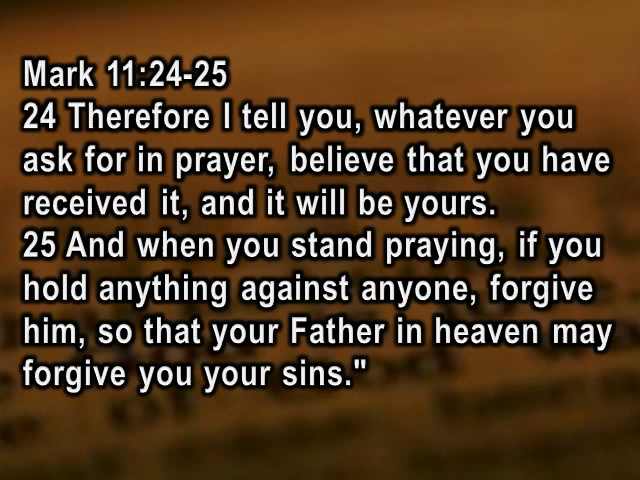 Mark 11:24-25
24 Therefore I tell you, whatever you
ask for in prayer, believe that you have
received it, and it will be yours.
25 And when you stand praying, if you
hold anything against anyone, forgive
him, so that your Father in heaven may
forgive you your sins."